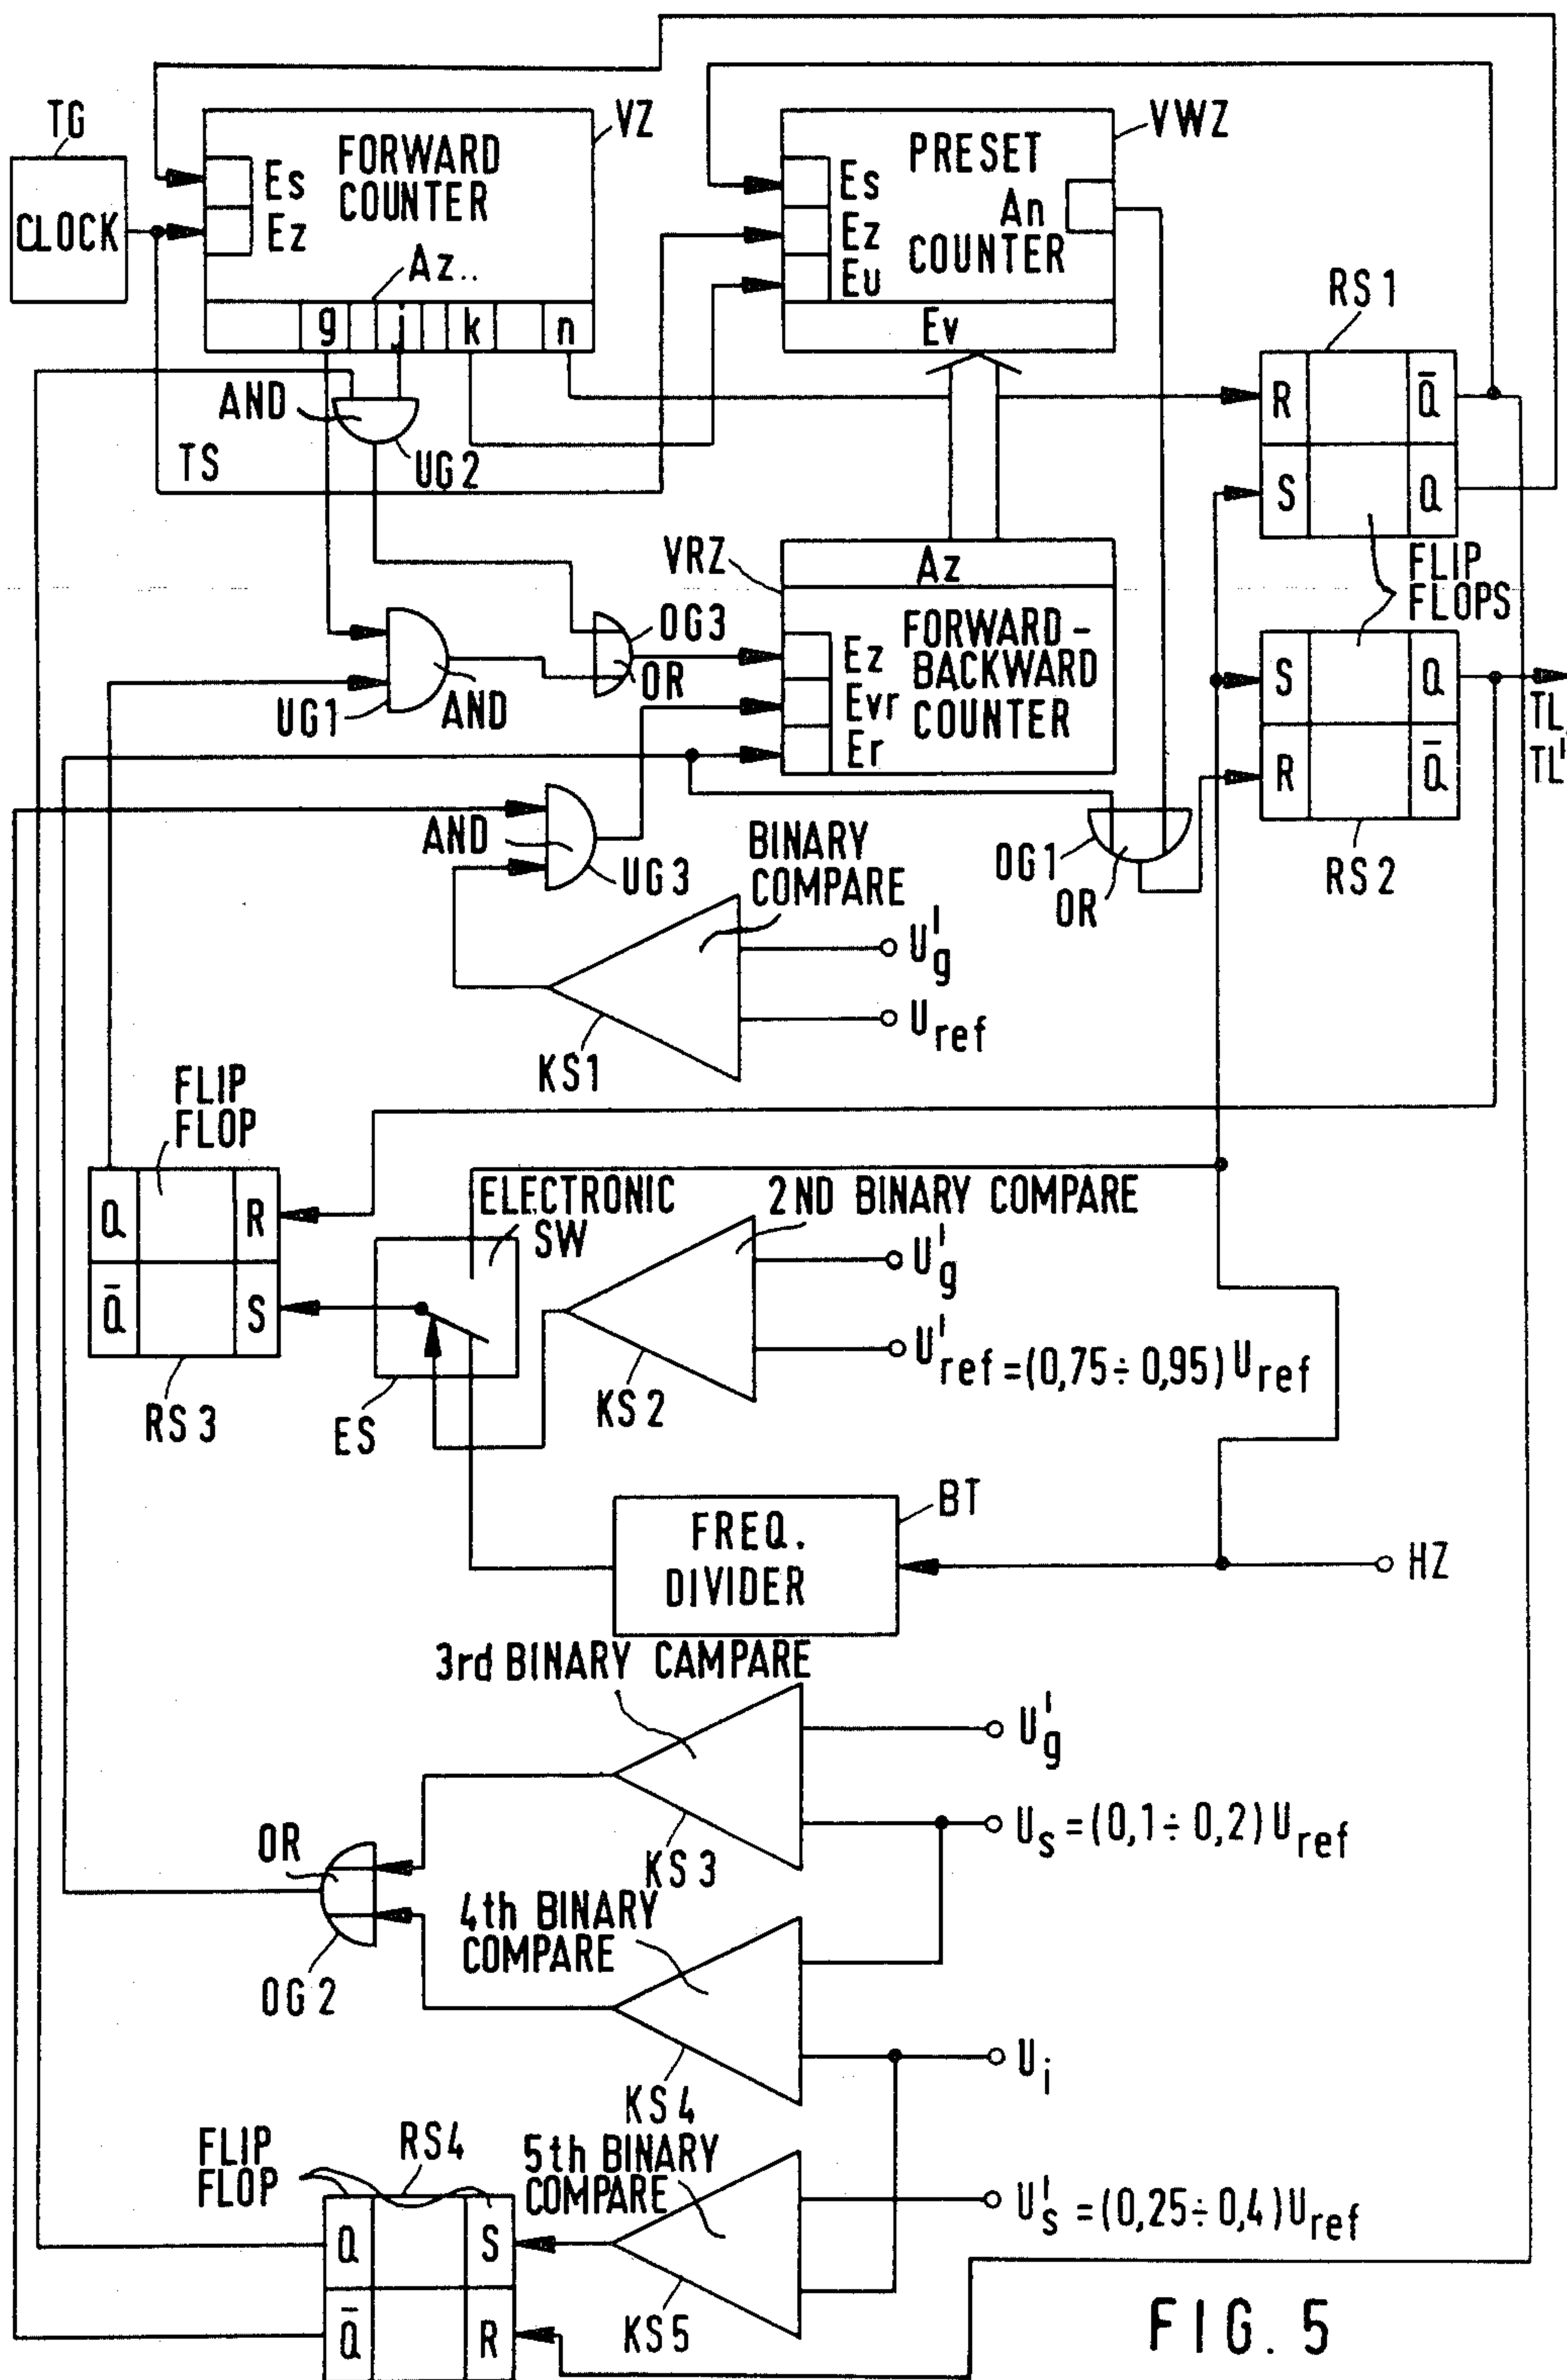 TG
CLOCK
FORWARD
COUNTER
VZ
Es
Ez
Az..
g
j
k
n
PRESET
COUNTER
VWZ
Es
Ez
Eu
An
Ev
AND
UG2
TS
RS1
R
Q̄
S
Q
FLIP
FLOPS
VRZ
Az
FORWARD-
BACKWARD
COUNTER
Ez
Evr
Er
OG3
OR
UG1
AND
S
Q
R
Q̄
RS2
TL,
TL'
AND
UG3
BINARY
COMPARE
OG1
OR
U'g
Uref
KS1
FLIP
FLOP
Q
R
Q̄
S
RS3
ELECTRONIC
SW
ES
2ND BINARY COMPARE
U'g
U'ref=(0,75÷0,95)Uref
KS2
FREQ.
DIVIDER
BT
HZ
3rd BINARY CAMPARE
U'g
Us=(0,1÷0,2)Uref
KS3
OR
OG2
4th BINARY
COMPARE
Ui
KS4
FLIP
FLOP
RS4
5th BINARY
COMPARE
U's=(0,25÷0,4)Uref
Q
S
Q̄
R
KS5
FIG. 5